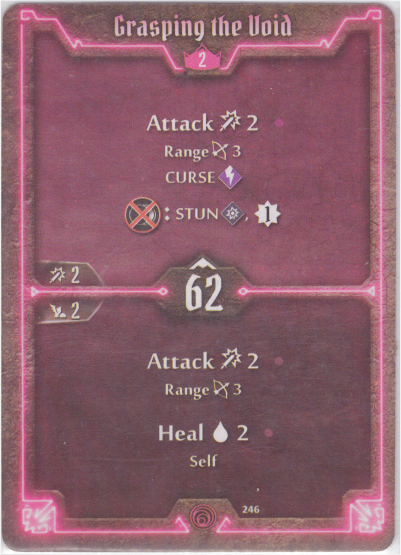 Grasping the Void
2
Attack 2
Range 3
CURSE
: STUN , 1
2
62
2
Attack 2
Range 3
Heal 2
Self
246